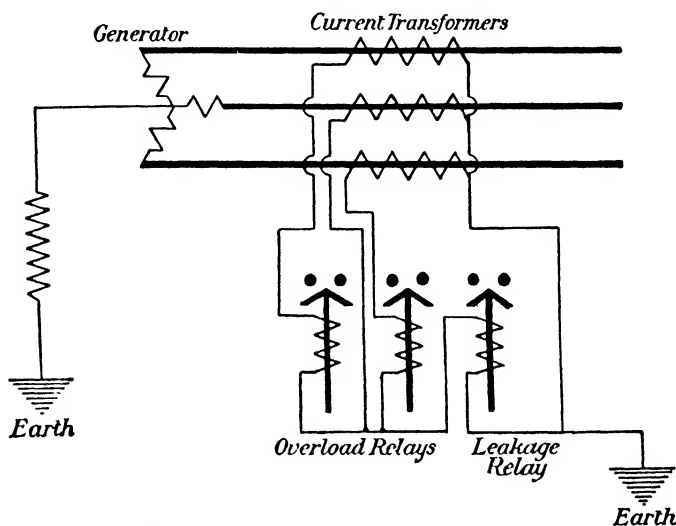 Current Transformers
Generator
Earth
Overload Relays
Leakage
Relay
Earth